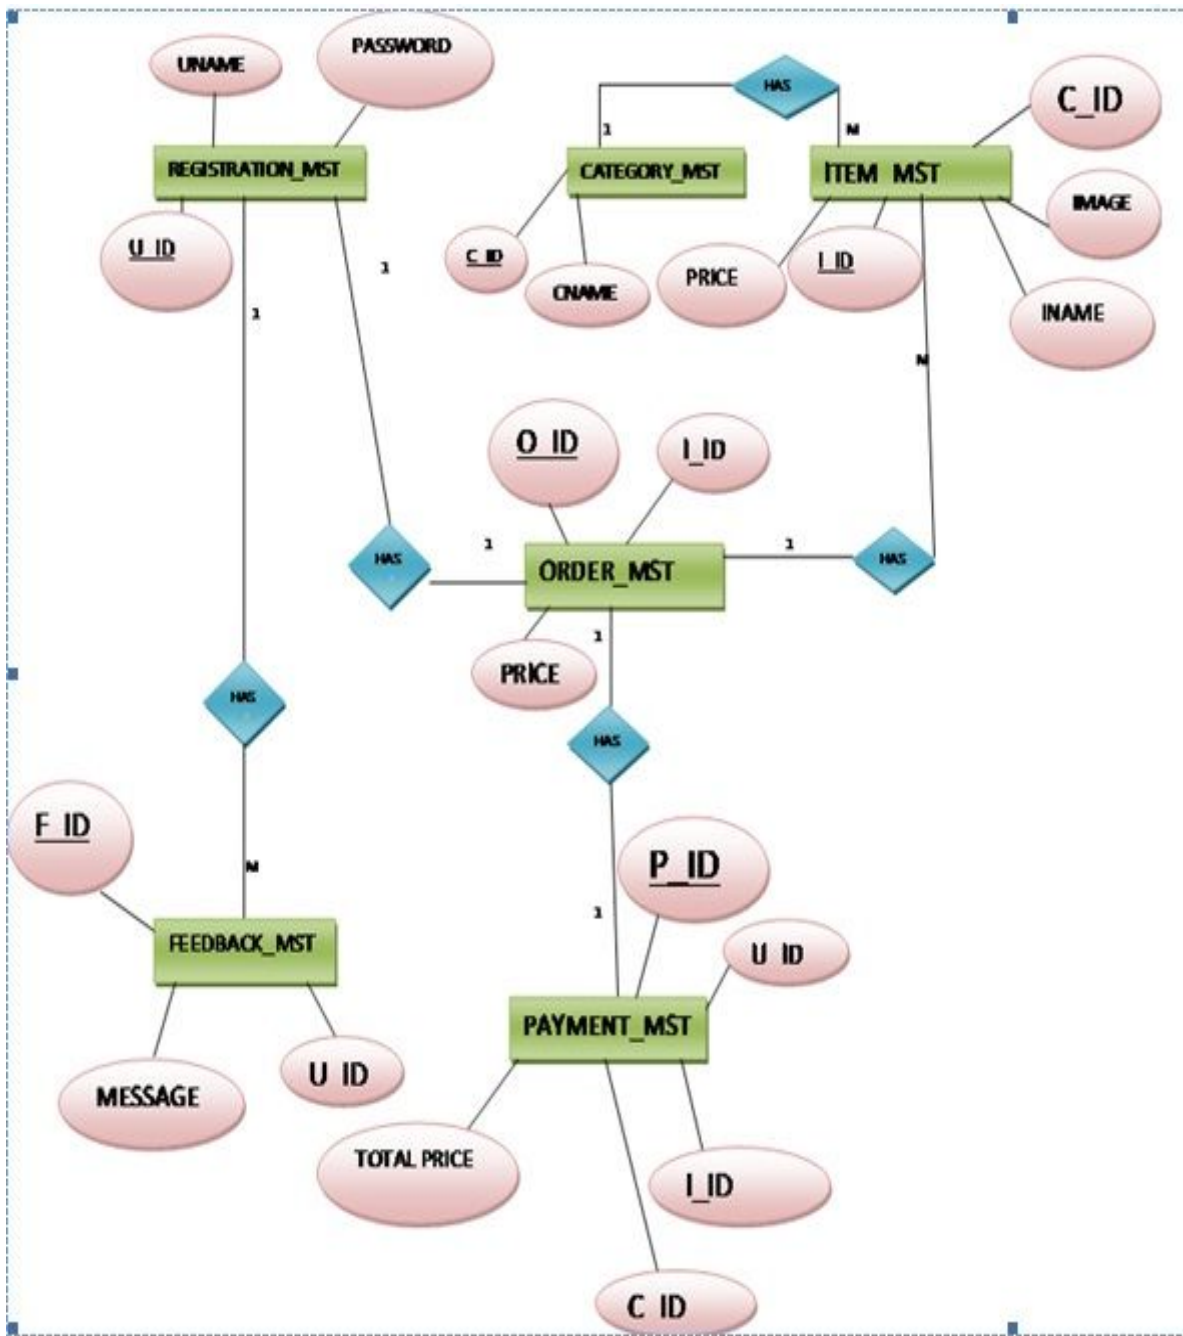 UNAME
PASSWORD
HAS
C_ID
1
M
REGISTRATION_MST
CATEGORY_MST
ITEM MST
IMAGE
U_ID
C_ID
CNAME
PRICE
I_ID
INAME
1
1
M
O_ID
I_ID
HAS
1
ORDER_MST
1
HAS
1
PRICE
HAS
HAS
F_ID
P_ID
M
1
FEEDBACK_MST
U_ID
PAYMENT_MST
MESSAGE
U_ID
TOTAL PRICE
I_ID
C_ID